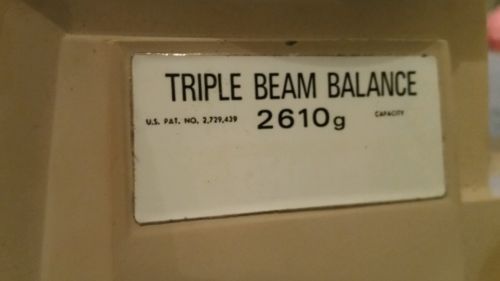 TRIPLE BEAM BALANCE
U.S. PAT. NO. 2,729,439 2610g CAPACITY